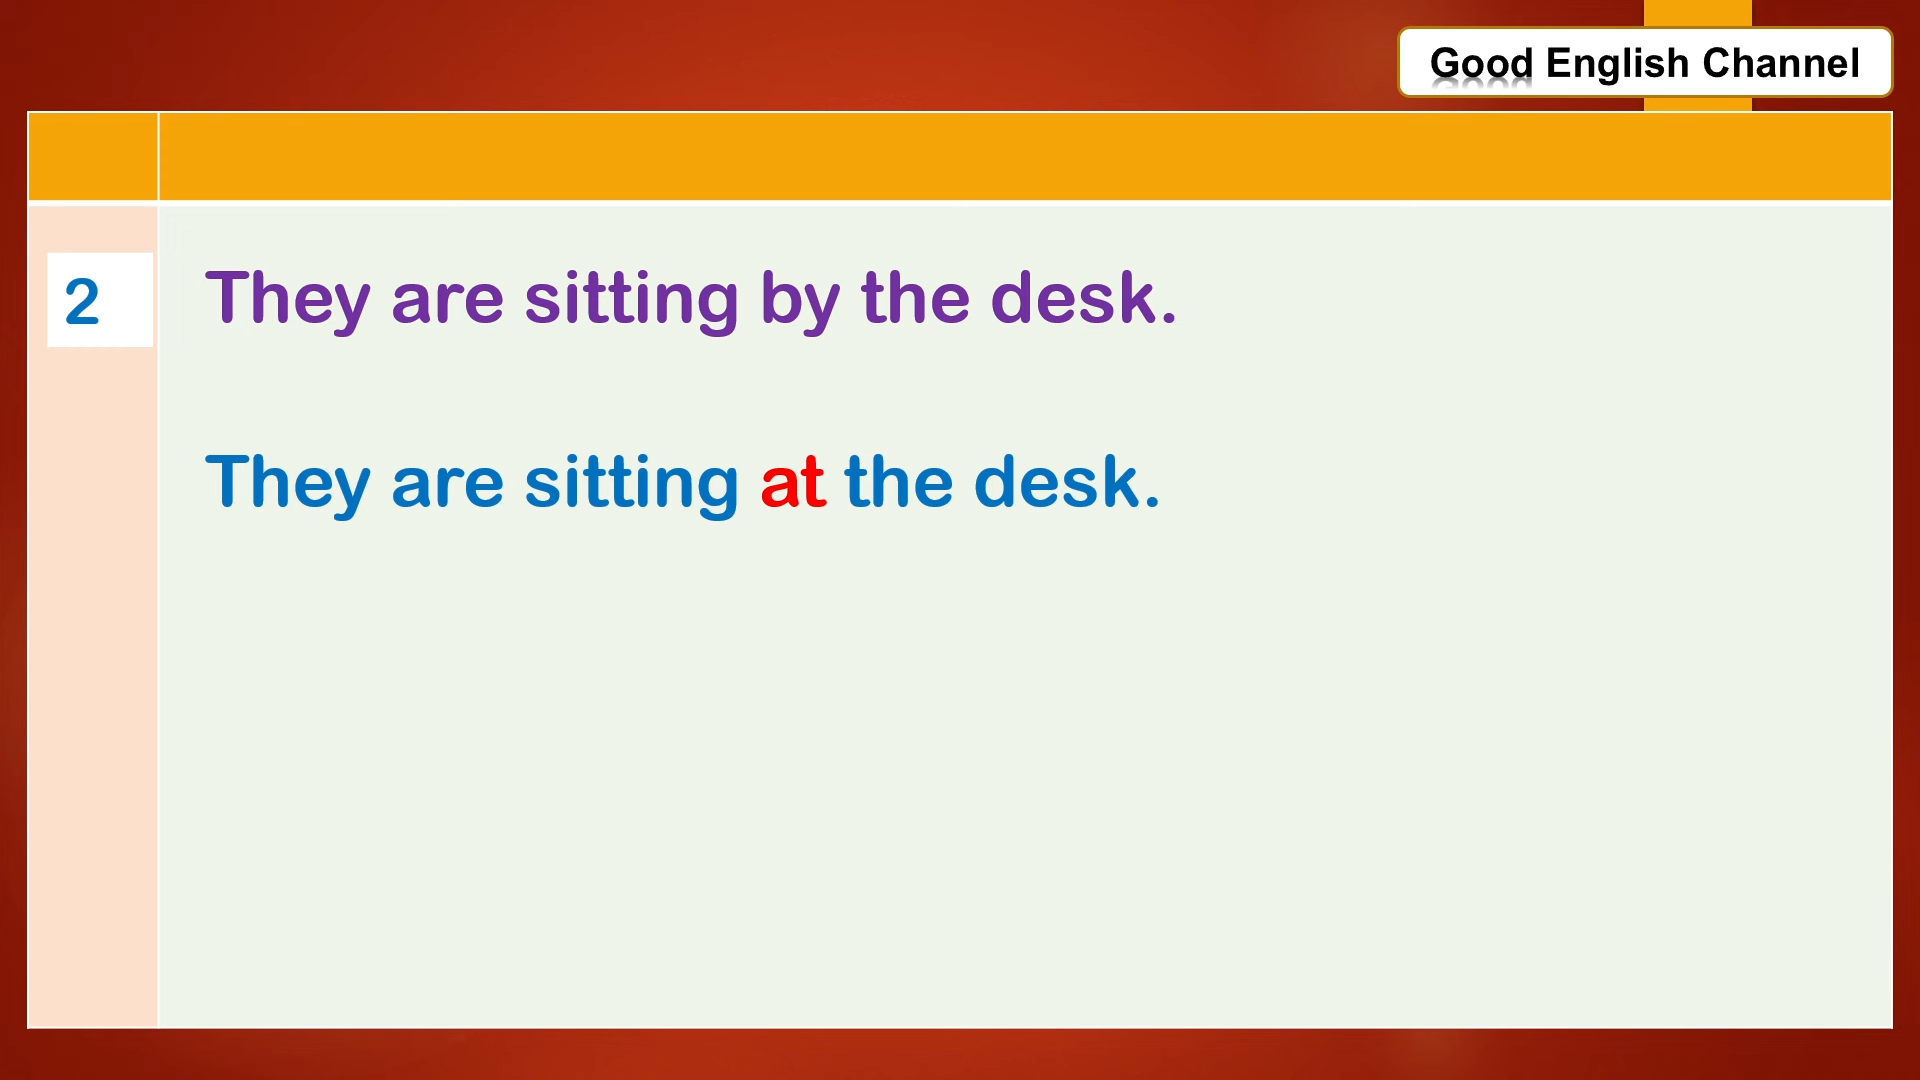 Good English Channel
2
They are sitting by the desk.
They are sitting at the desk.